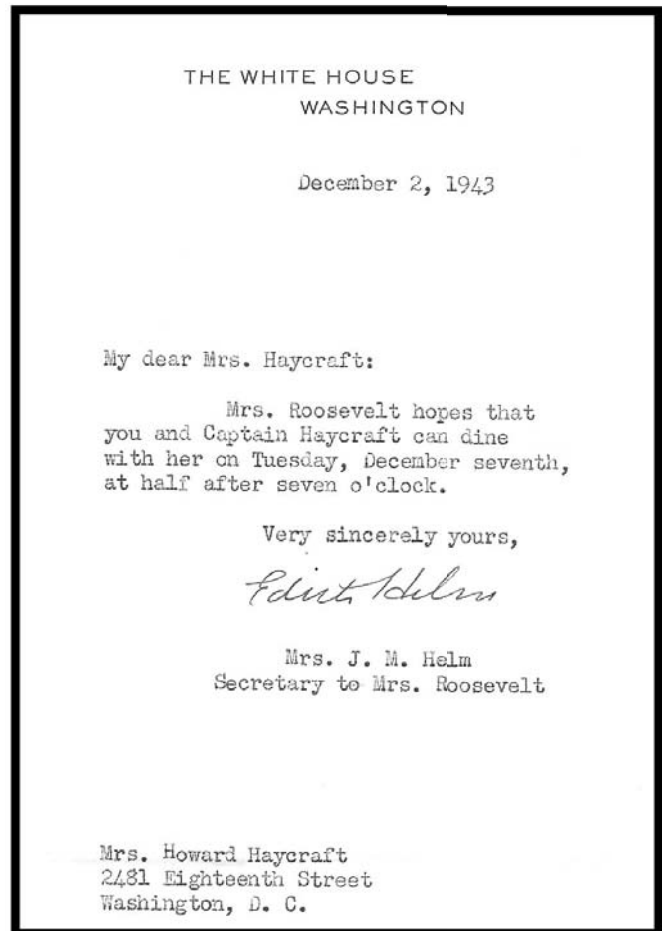 THE WHITE HOUSE
WASHINGTON
December 2, 1943
My dear Mrs. Haycraft:
Mrs. Roosevelt hopes that
you and Captain Haycraft can dine
with her on Tuesday, December seventh,
at half after seven o'clock.
Very sincerely yours,
Edith Helm
Mrs. J. M. Helm
Secretary to Mrs. Roosevelt
Mrs. Howard Haycraft
2481 Eighteenth Street
Washington, D. C.